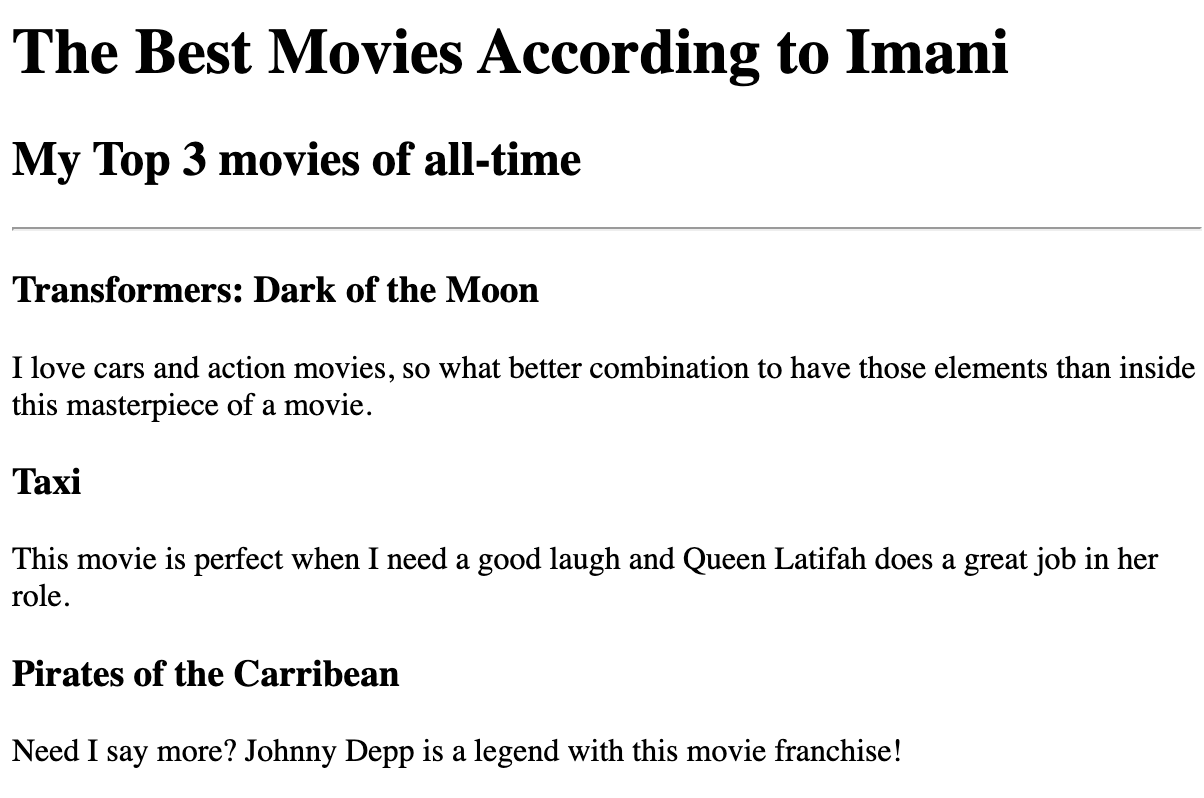 The Best Movies According to Imani
My Top 3 movies of all-time
Transformers: Dark of the Moon
I love cars and action movies, so what better combination to have those elements than inside
this masterpiece of a movie.
Taxi
This movie is perfect when I need a good laugh and Queen Latifah does a great job in her
role.
Pirates of the Carribean
Need I say more? Johnny Depp is a legend with this movie franchise!